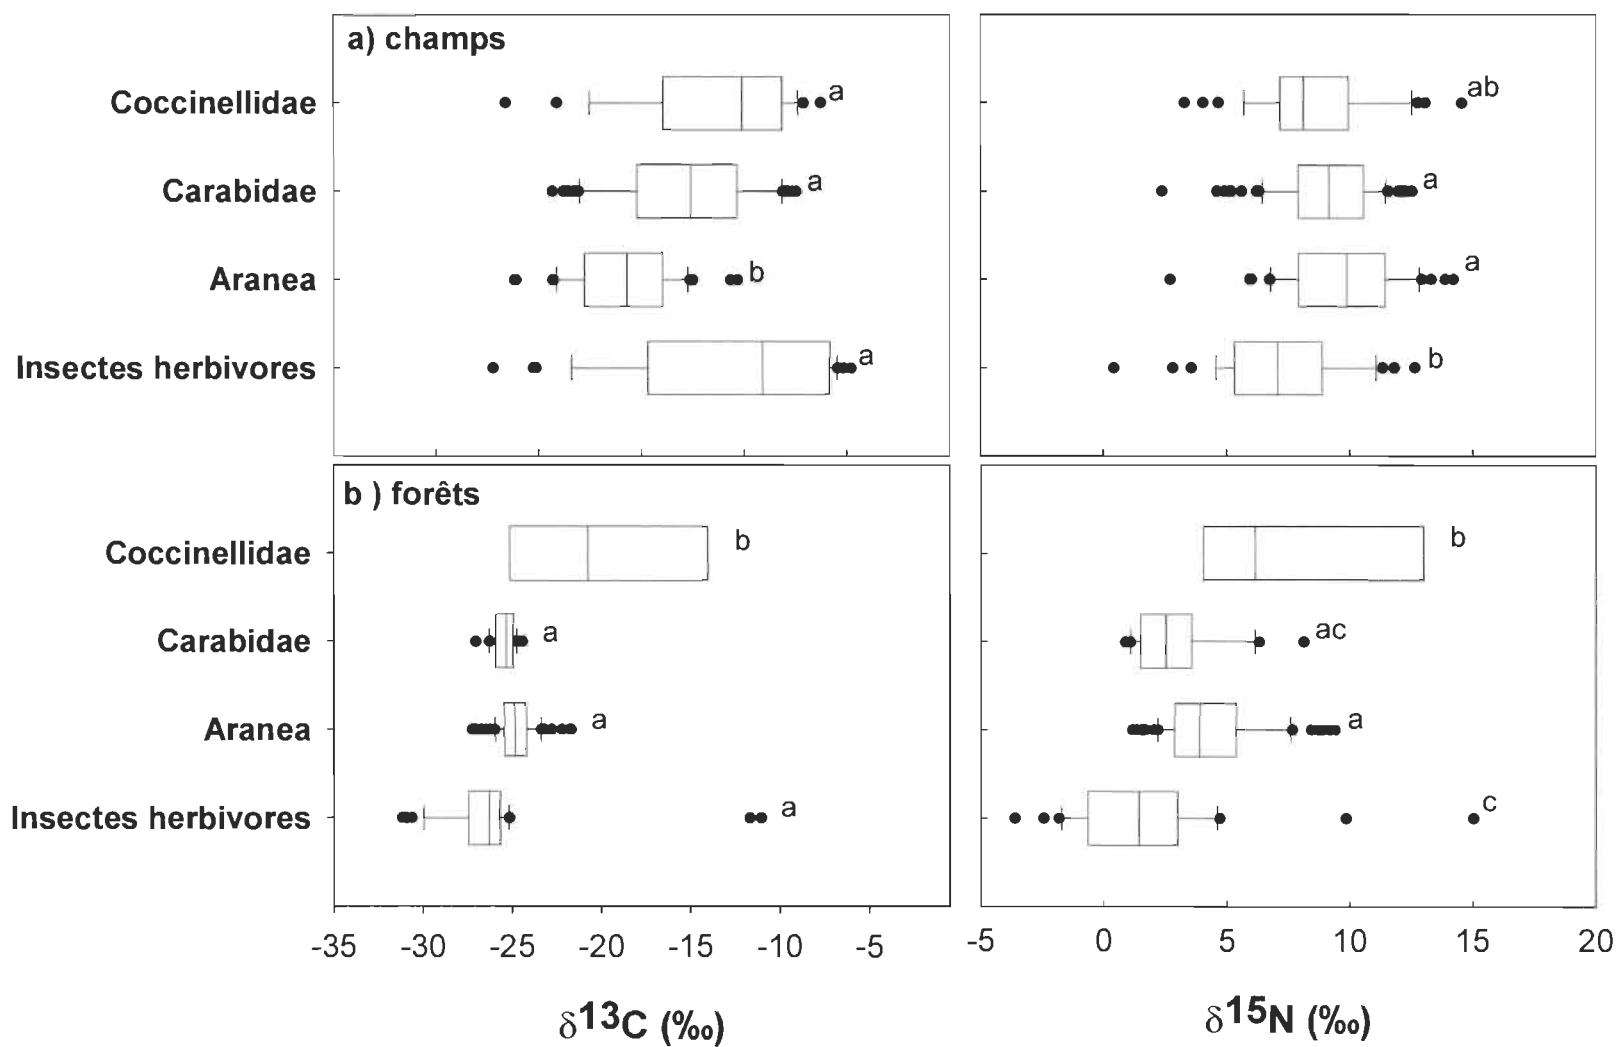 a) champs
Coccinellidae a ab
Carabidae a a
Aranea b a
Insectes herbivores a b
b ) forêts
Coccinellidae b b
Carabidae a ac
Aranea a a
Insectes herbivores a c
-35 -30 -25 -20 -15 -10 -5 -5 0 5 10 15 20
δ13C (‰) δ15N (‰)